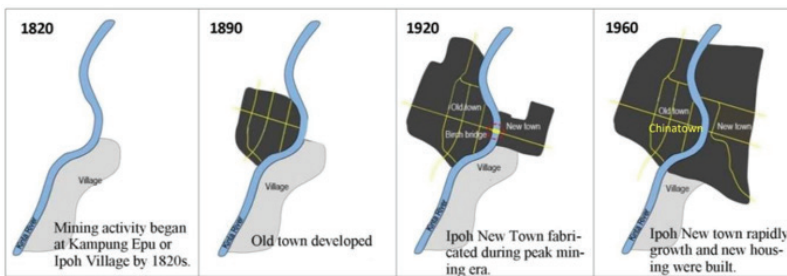 1820
Village
Kinta River
Mining activity began
at Kampung Epu or
Ipoh Village by 1820s.
1890
Village
Kinta River
Old town developed
1920
Old town
New town
Birch bridge
Village
Kinta River
Ipoh New Town fabri-
cated during peak min
ing era.
1960
Old town
Chinatown
New town
Village
Kinta River
Ipoh New town rapidly
growth and new hous-
ing were built.